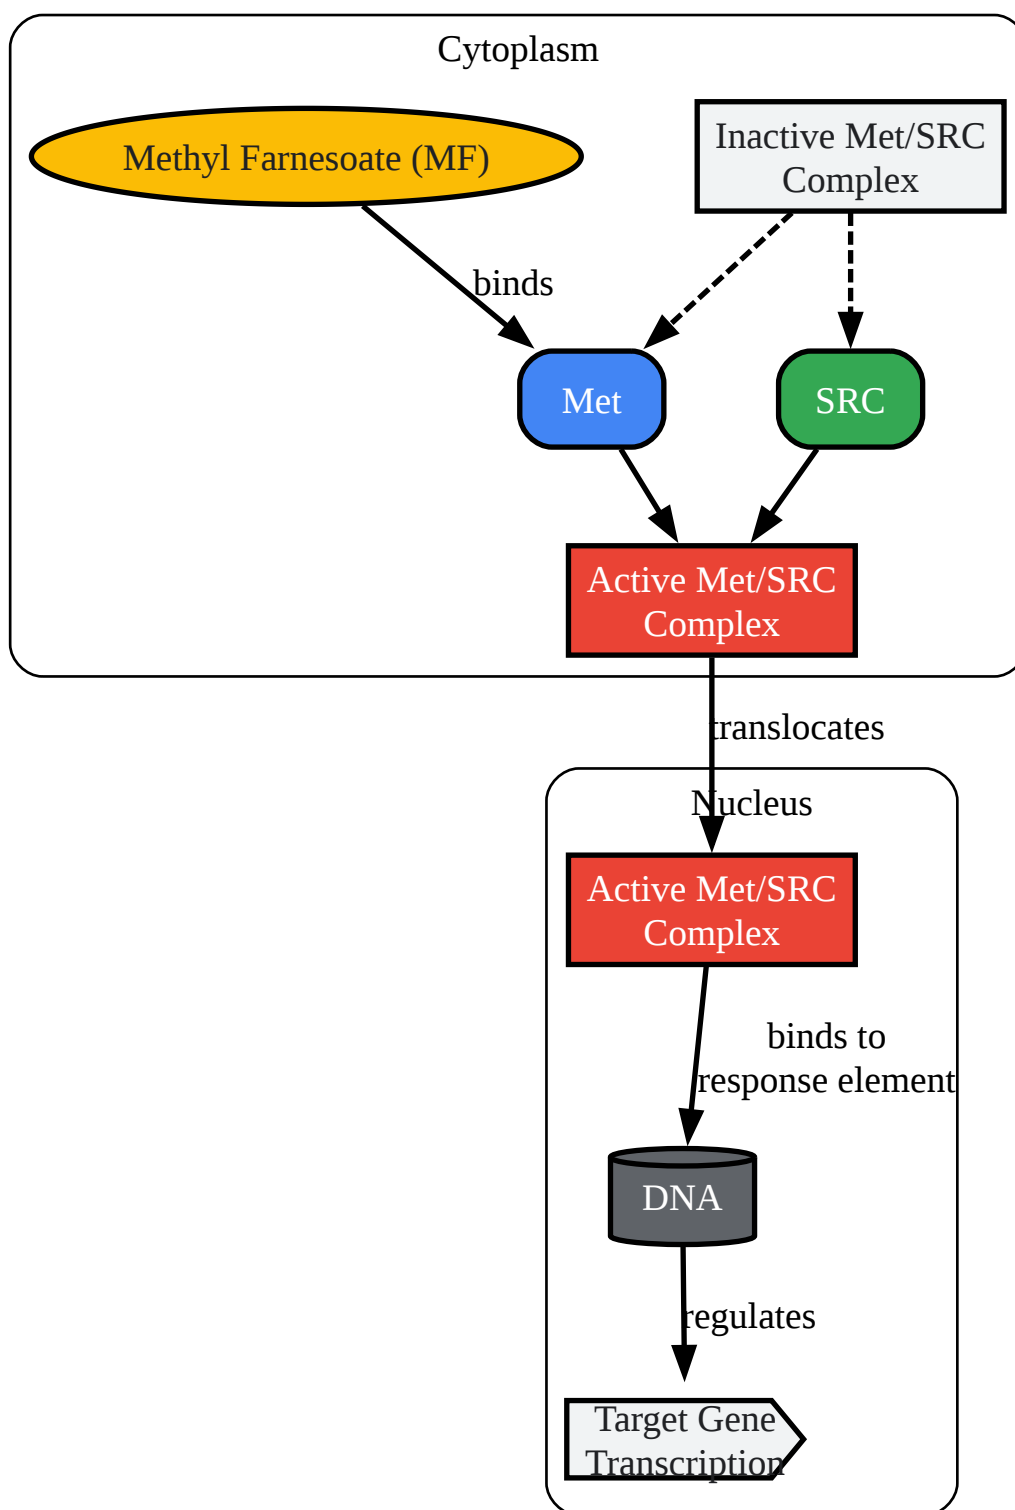 Cytoplasm
Methyl Farnesoate (MF)
Inactive Met/SRC
Complex
binds
Met
SRC
Active Met/SRC
Complex
translocates
Nucleus
Active Met/SRC
Complex
binds to
response element
DNA
regulates
Target Gene
Transcription